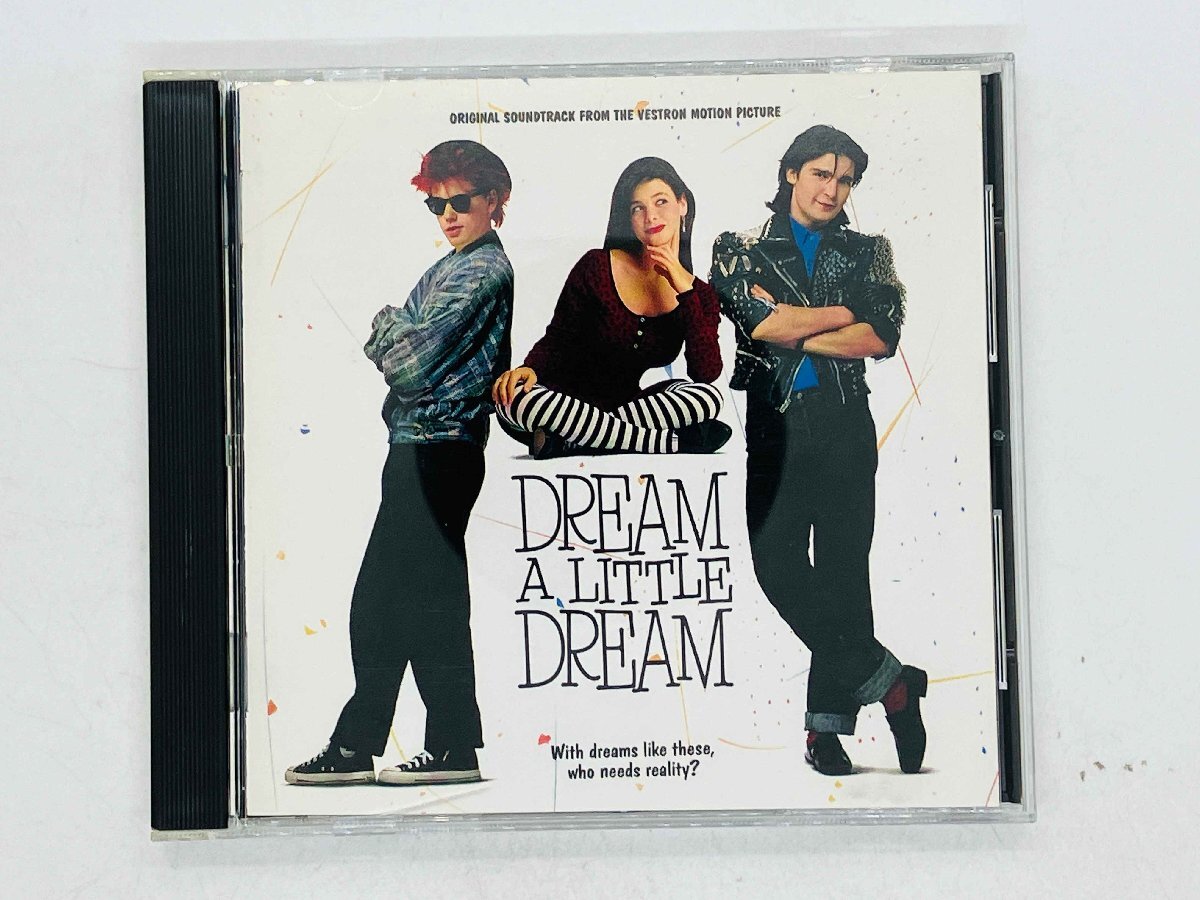 ORIGINAL SOUNDTRACK FROM THE VESTRON MOTION PICTURE
DREAM
A LITTLE
DREAM
With dreams like these,
who needs reality?